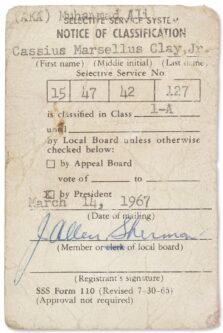 (AKA) Muhammad Ali
SELECTIVE SERVICE SYSTEM
NOTICE OF CLASSIFICATION
Cassius Marsellus Clay,Jr.
(First name) (Middle initial) (Last name)
Selective Service No.
15 47 42 127
is classified in Class 1-A
until
by Local Board unless otherwise
checked below:
☐ by Appeal Board
vote of to
☒ by President
March 14, 1967
(Date of mailing)
J Allen Sherman
(Member or clerk of local board)
(Registrant's signature)
SSS Form 110 (Revised 7-30-65)
(Approval not required)